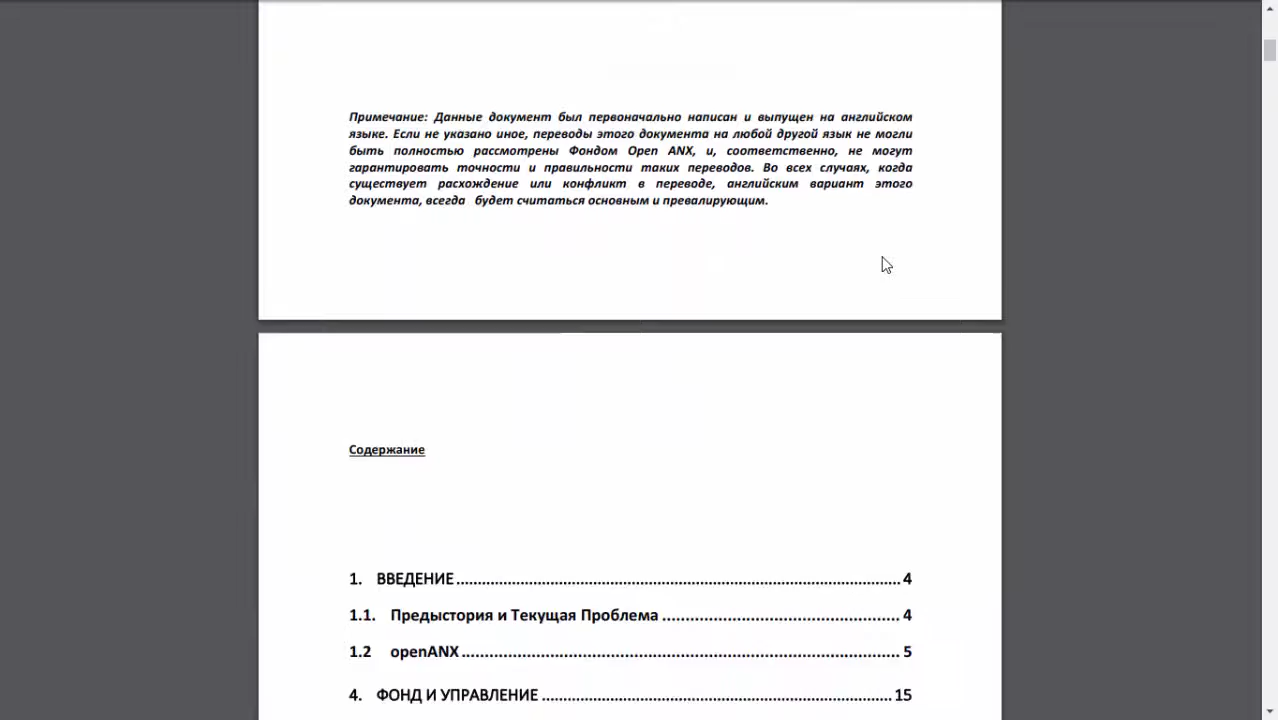 Примечание: Данные документ был первоначально написан и выпущен на английском
языке. Если не указано иное, переводы этого документа на любой другой язык не могли
быть полностью рассмотрены Фондом Open ANX, и, соответственно, не могут
гарантировать точности и правильности таких переводов. Во всех случаях, когда
существует расхождение или конфликт в переводе, английским вариант этого
документа, всегда будет считаться основным и превалирующим.
Содержание
1. ВВЕДЕНИЕ 4
1.1. Предыстория и Текущая Проблема 4
1.2 openANX 5
4. ФОНД И УПРАВЛЕНИЕ 15